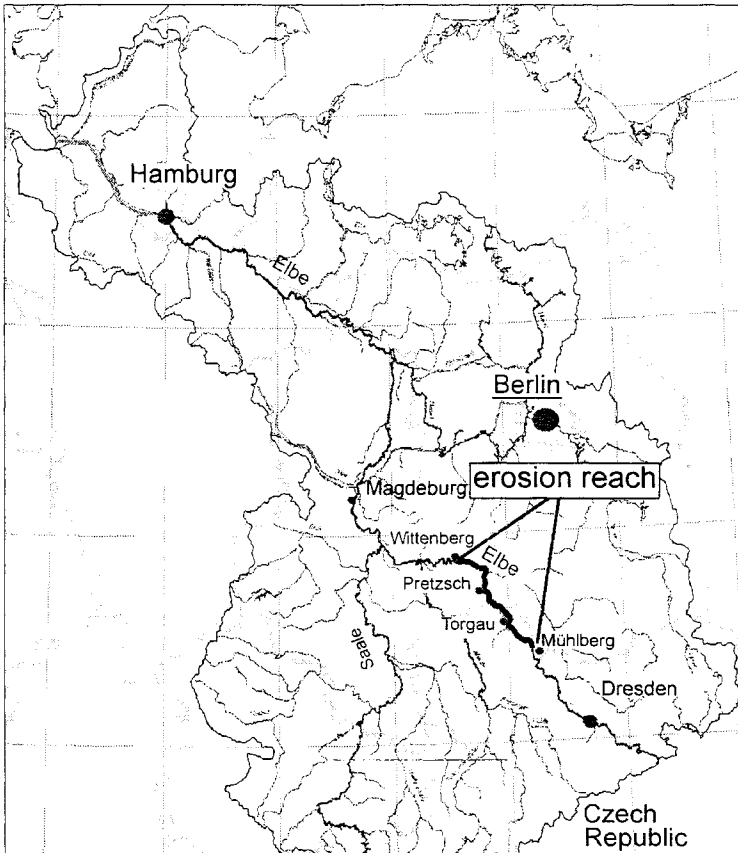 Hamburg
Elbe
Berlin
erosion reach
Magdeburg
Wittenberg
Elbe
Pretzsch
Torgau
Mühlberg
Saale
Dresden
Czech
Republic